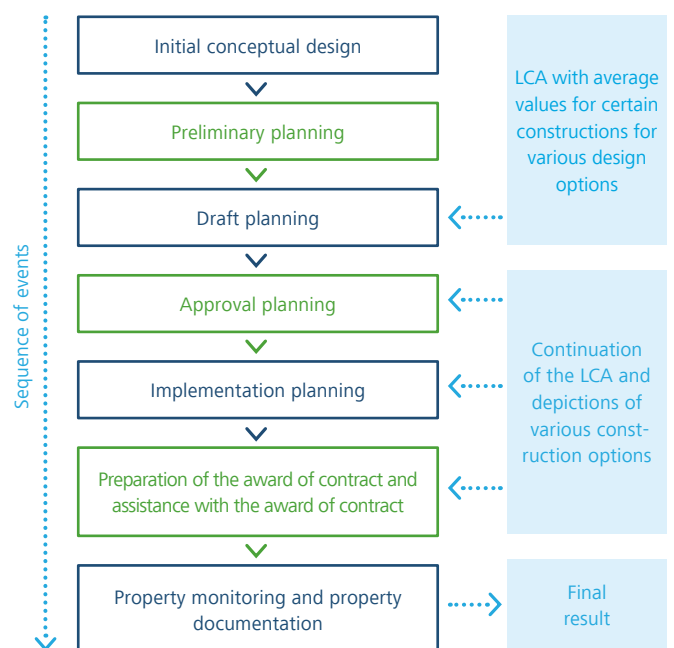 Initial conceptual design
Preliminary planning
Draft planning
Approval planning
Implementation planning
Preparation of the award of contract and
assistance with the award of contract
Property monitoring and property
documentation
Sequence of events
LCA with average
values for certain
constructions for
various design
options
Continuation
of the LCA and
depictions of
various const-
ruction options
Final
result